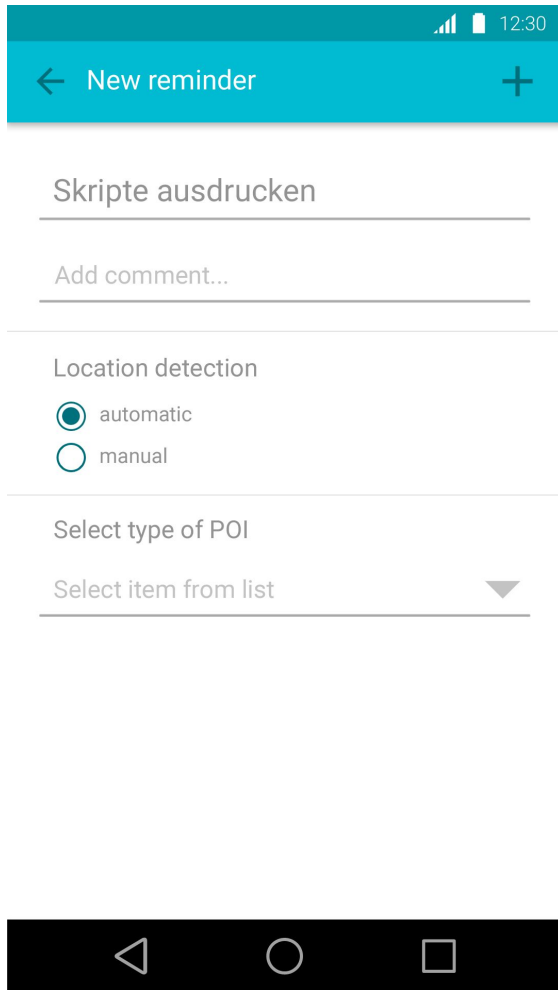 12:30
New reminder
Skripte ausdrucken
Add comment...
Location detection
automatic
manual
Select type of POI
Select item from list